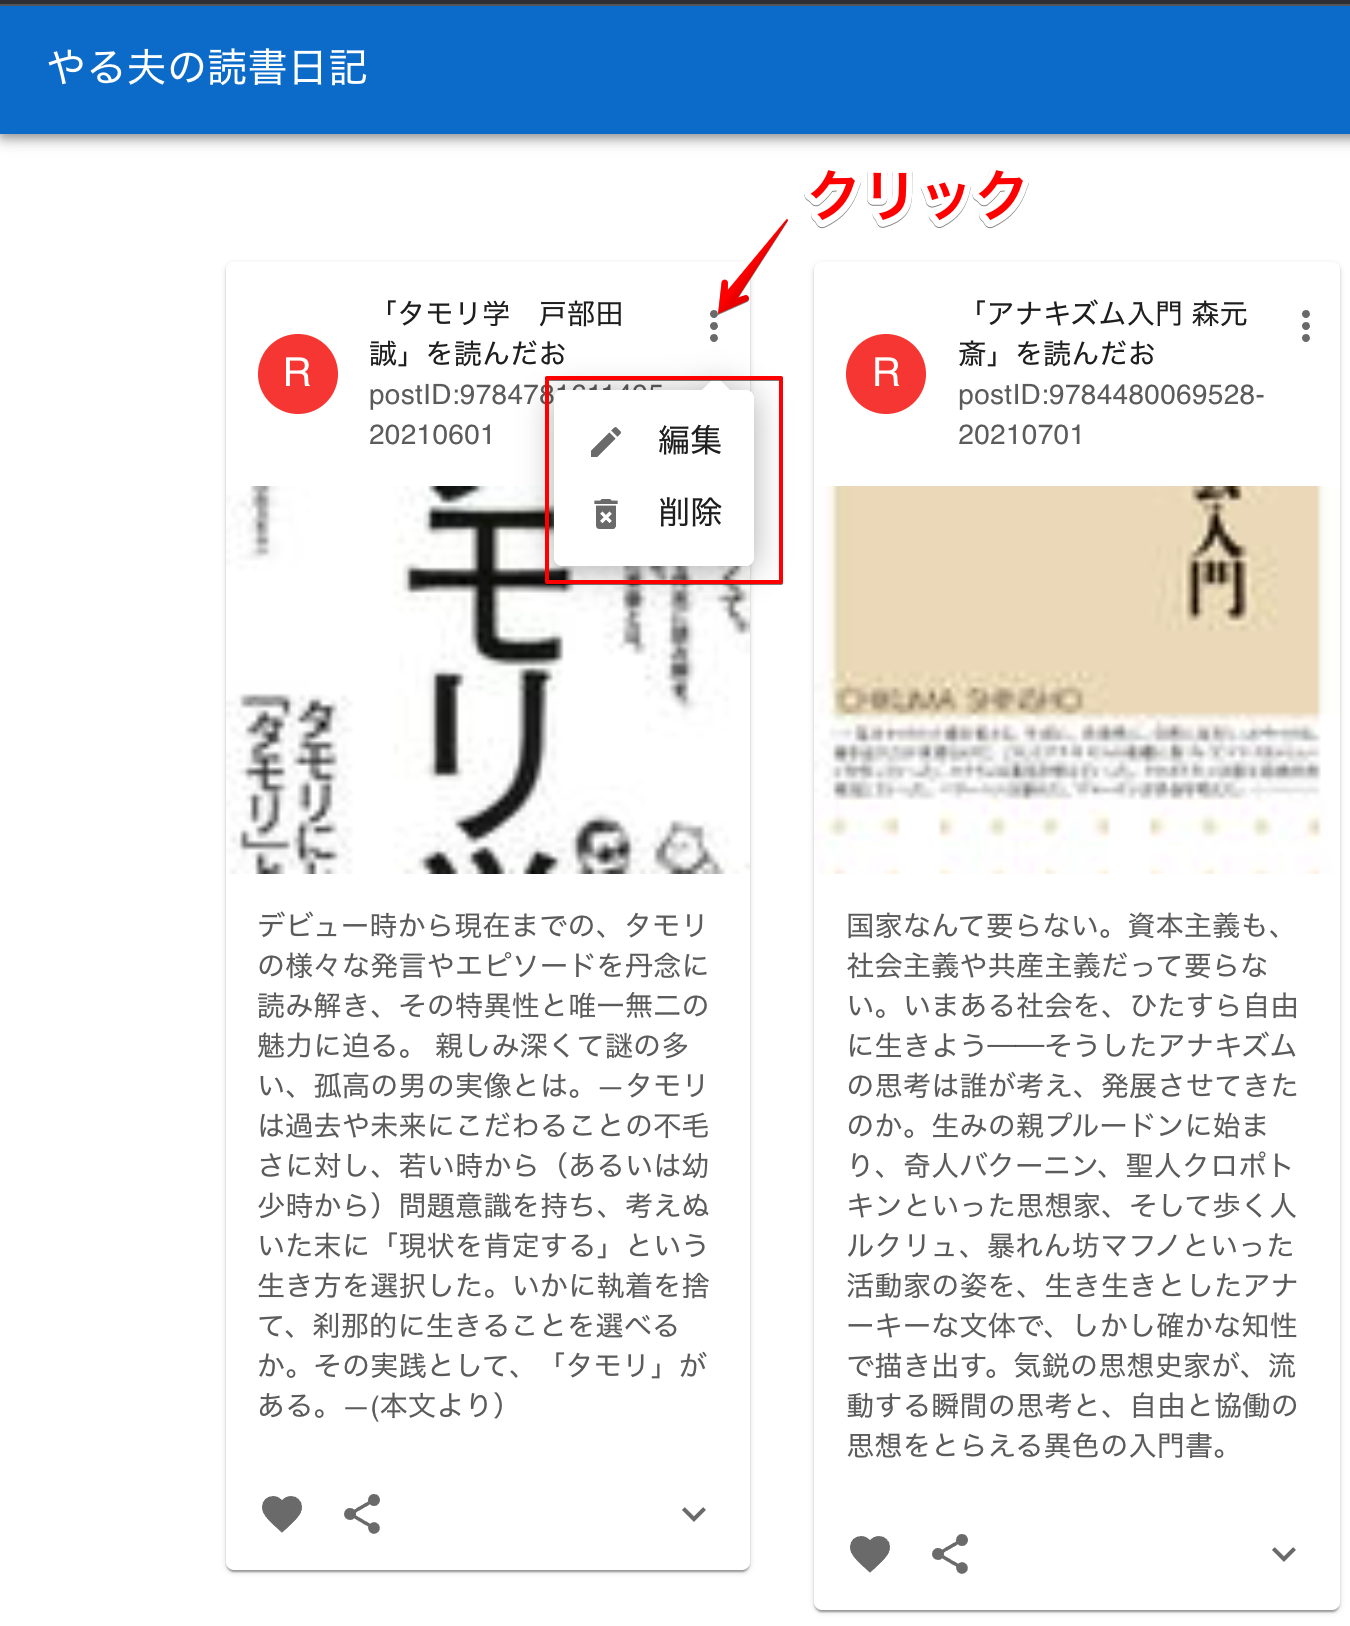 やる夫の読書日記
クリック
「タモリ学　戸部田
誠」を読んだお
R
20210601
編集
削除
モリ
タモリに
「タモリ」と
くて。
デビュー時から現在までの、タモリ
の様々な発言やエピソードを丹念に
読み解き、その特異性と唯一無二の
魅力に迫る。 親しみ深くて謎の多
い、孤高の男の実像とは。—タモリ
は過去や未来にこだわることの不毛
さに対し、若い時から（あるいは幼
少時から）問題意識を持ち、考えぬ
いた末に「現状を肯定する」という
生き方を選択した。いかに執着を捨
て、刹那的に生きることを選べる
か。その実践として、「タモリ」が
ある。—(本文より）
「アナキズム入門 森元
斎」を読んだお
R
postID:9784480069528-
20210701
入門
CHIKUMA SHINSHO
国家なんて要らない。資本主義も、
社会主義や共産主義だって要らな
い。いまある社会を、ひたすら自由
に生きよう——そうしたアナキズム
の思考は誰が考え、発展させてきた
のか。生みの親プルードンに始ま
り、奇人バクーニン、聖人クロポト
キンといった思想家、そして歩く人
ルクリュ、暴れん坊マフノといった
活動家の姿を、生き生きとしたアナ
ーキーな文体で、しかし確かな知性
で描き出す。気鋭の思想史家が、流
動する瞬間の思考と、自由と協働の
思想をとらえる異色の入門書。